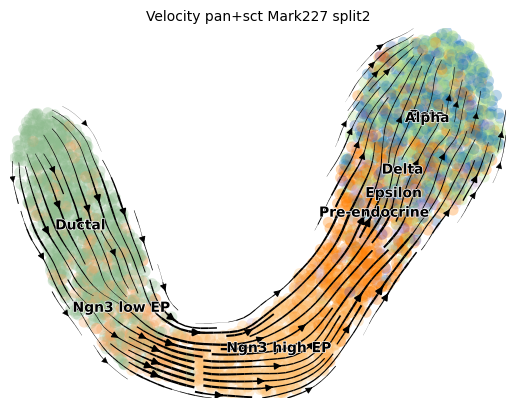 Velocity pan+sct Mark227 split2
Alpha
Delta
Epsilon
Pre-endocrine
Ductal
Ngn3 low EP
Ngn3 high EP